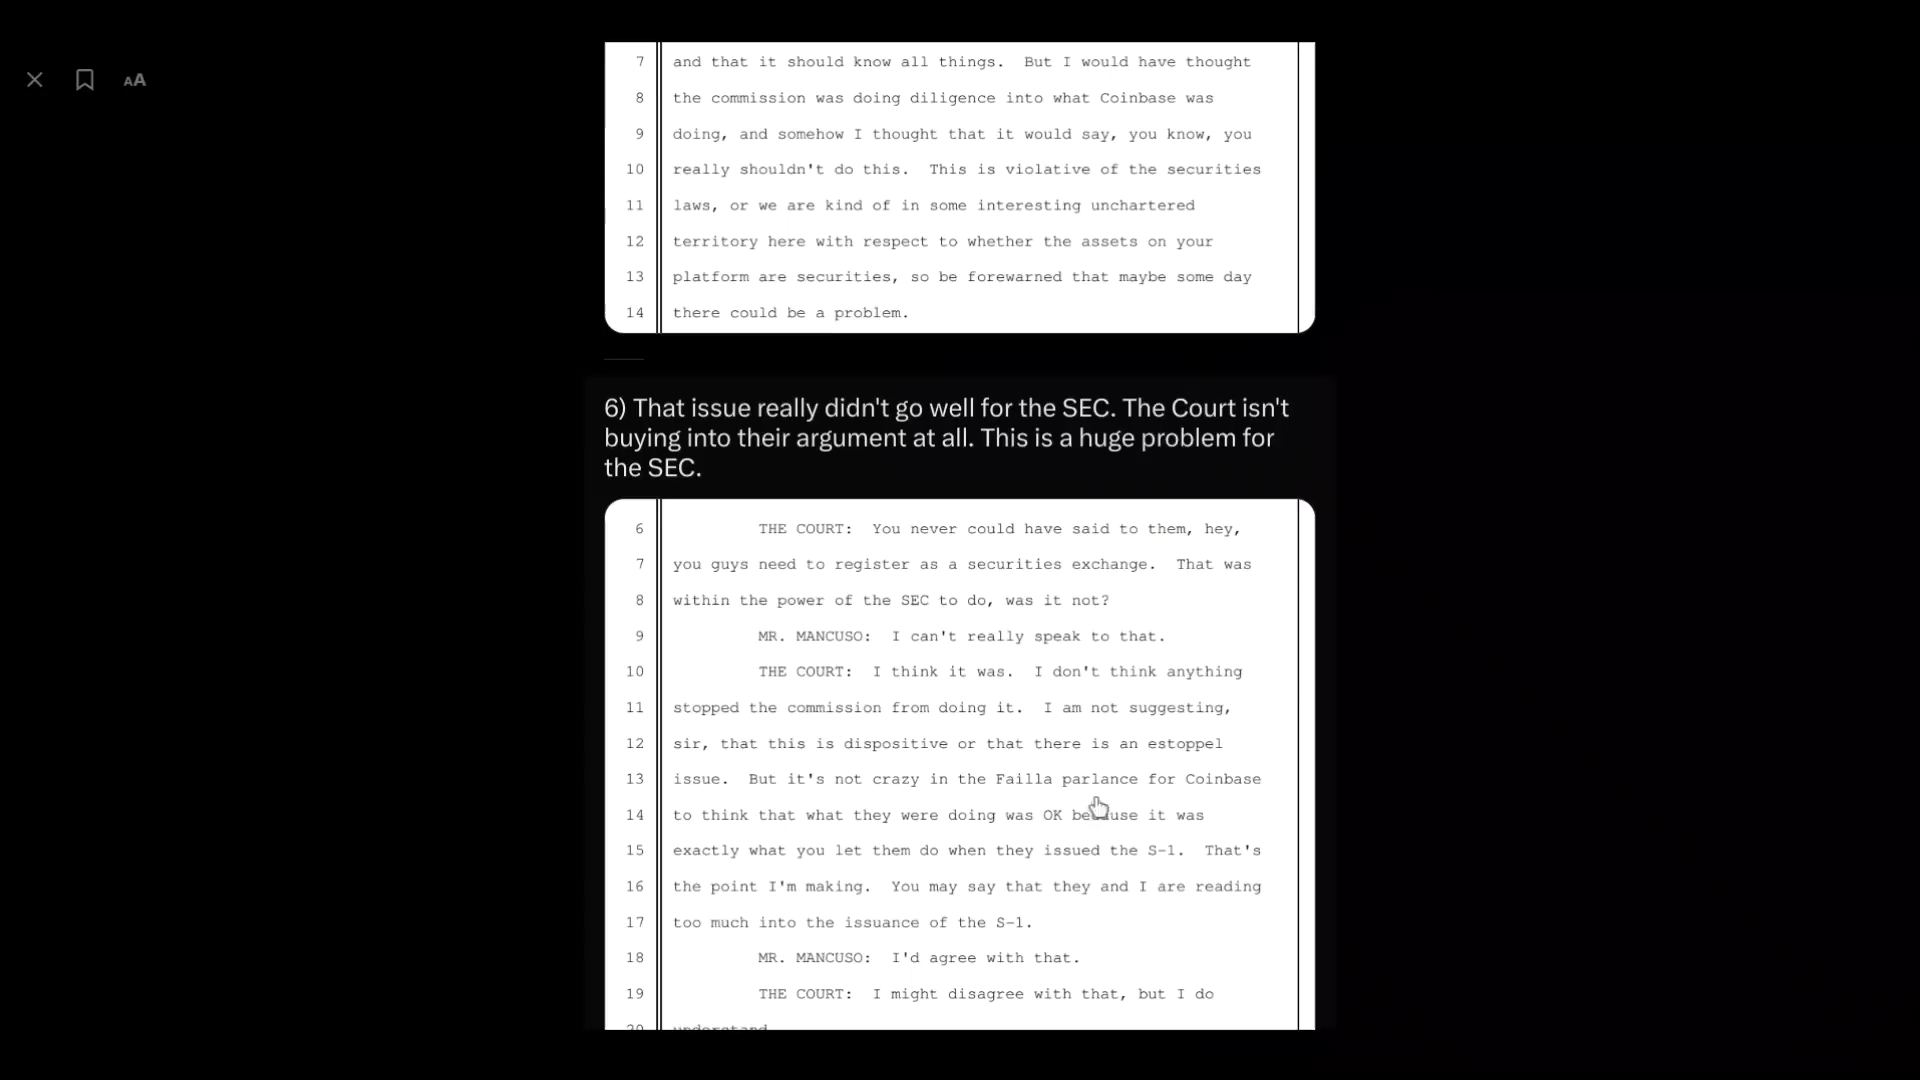 AA
7 and that it should know all things. But I would have thought
8 the commission was doing diligence into what Coinbase was
9 doing, and somehow I thought that it would say, you know, you
10 really shouldn't do this. This is violative of the securities
11 laws, or we are kind of in some interesting unchartered
12 territory here with respect to whether the assets on your
13 platform are securities, so be forewarned that maybe some day
14 there could be a problem.
6) That issue really didn't go well for the SEC. The Court isn't
buying into their argument at all. This is a huge problem for
the SEC.
6 THE COURT: You never could have said to them, hey,
7 you guys need to register as a securities exchange. That was
8 within the power of the SEC to do, was it not?
9 MR. MANCUSO: I can't really speak to that.
10 THE COURT: I think it was. I don't think anything
11 stopped the commission from doing it. I am not suggesting,
12 sir, that this is dispositive or that there is an estoppel
13 issue. But it's not crazy in the Failla parlance for Coinbase
14 to think that what they were doing was OK because it was
15 exactly what you let them do when they issued the S-1. That's
16 the point I'm making. You may say that they and I are reading
17 too much into the issuance of the S-1.
18 MR. MANCUSO: I'd agree with that.
19 THE COURT: I might disagree with that, but I do
20 understand